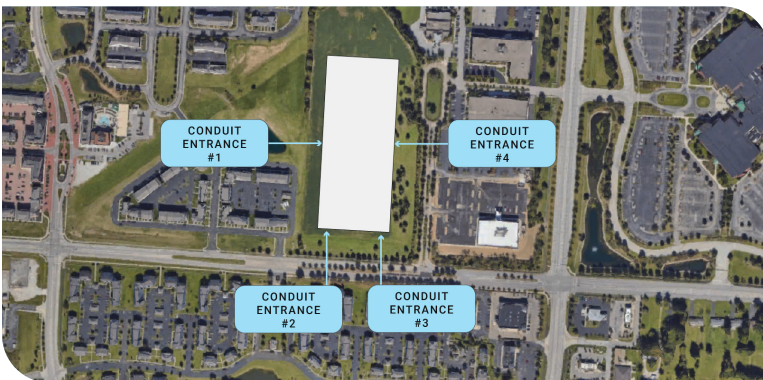 CONDUIT
ENTRANCE
#1
CONDUIT
ENTRANCE
#4
CONDUIT
ENTRANCE
#2
CONDUIT
ENTRANCE
#3